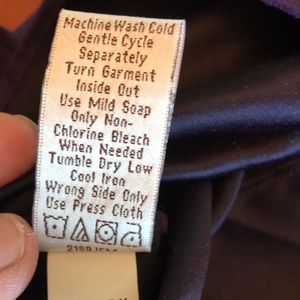 Machine Wash Cold
Gentle Cycle
Separately
Turn Garment
Inside Out
Use Mild Soap
Only Non-
Chlorine Bleach
When Needed
Tumble Dry Low
Cool Iron
Wrong Side Only
Use Press Cloth